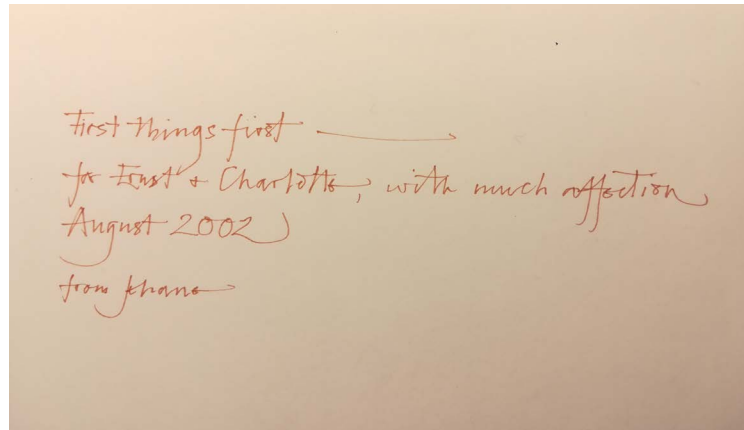 First things first
for Ernst & Charlotte, with much affection
August 2002
from